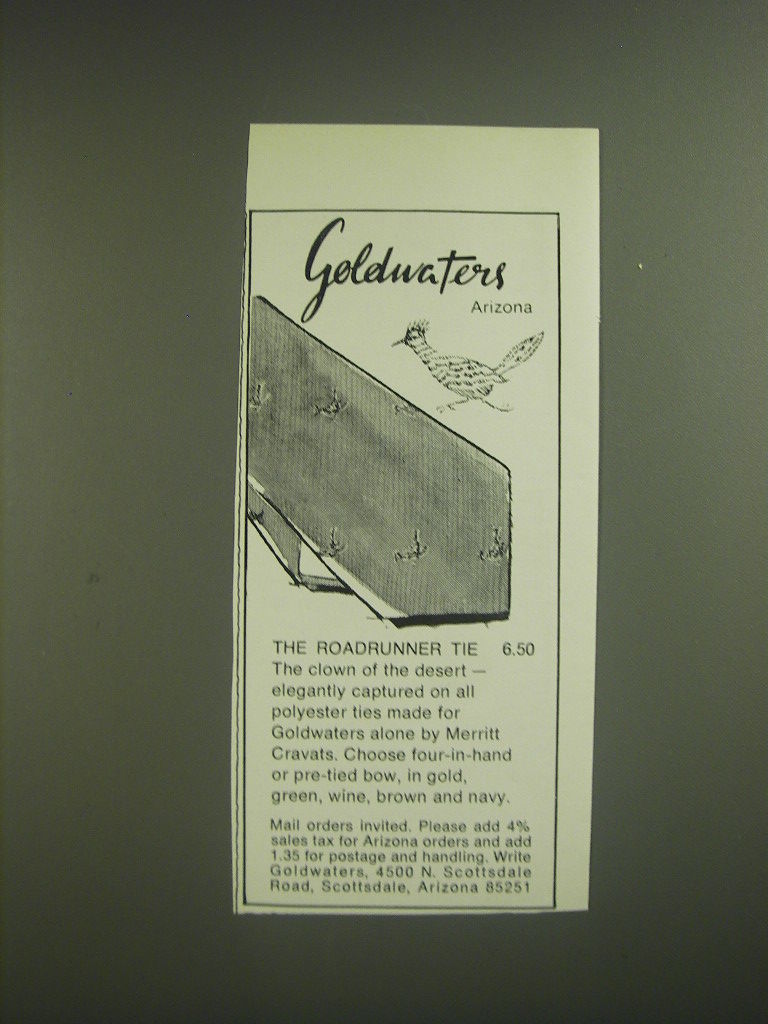 Goldwaters
Arizona
THE ROADRUNNER TIE 6.50
The clown of the desert —
elegantly captured on all
polyester ties made for
Goldwaters alone by Merritt
Cravats. Choose four-in-hand
or pre-tied bow, in gold,
green, wine, brown and navy.
Mail orders invited. Please add 4%
sales tax for Arizona orders and add
1.35 for postage and handling. Write
Goldwaters, 4500 N. Scottsdale
Road, Scottsdale, Arizona 85251